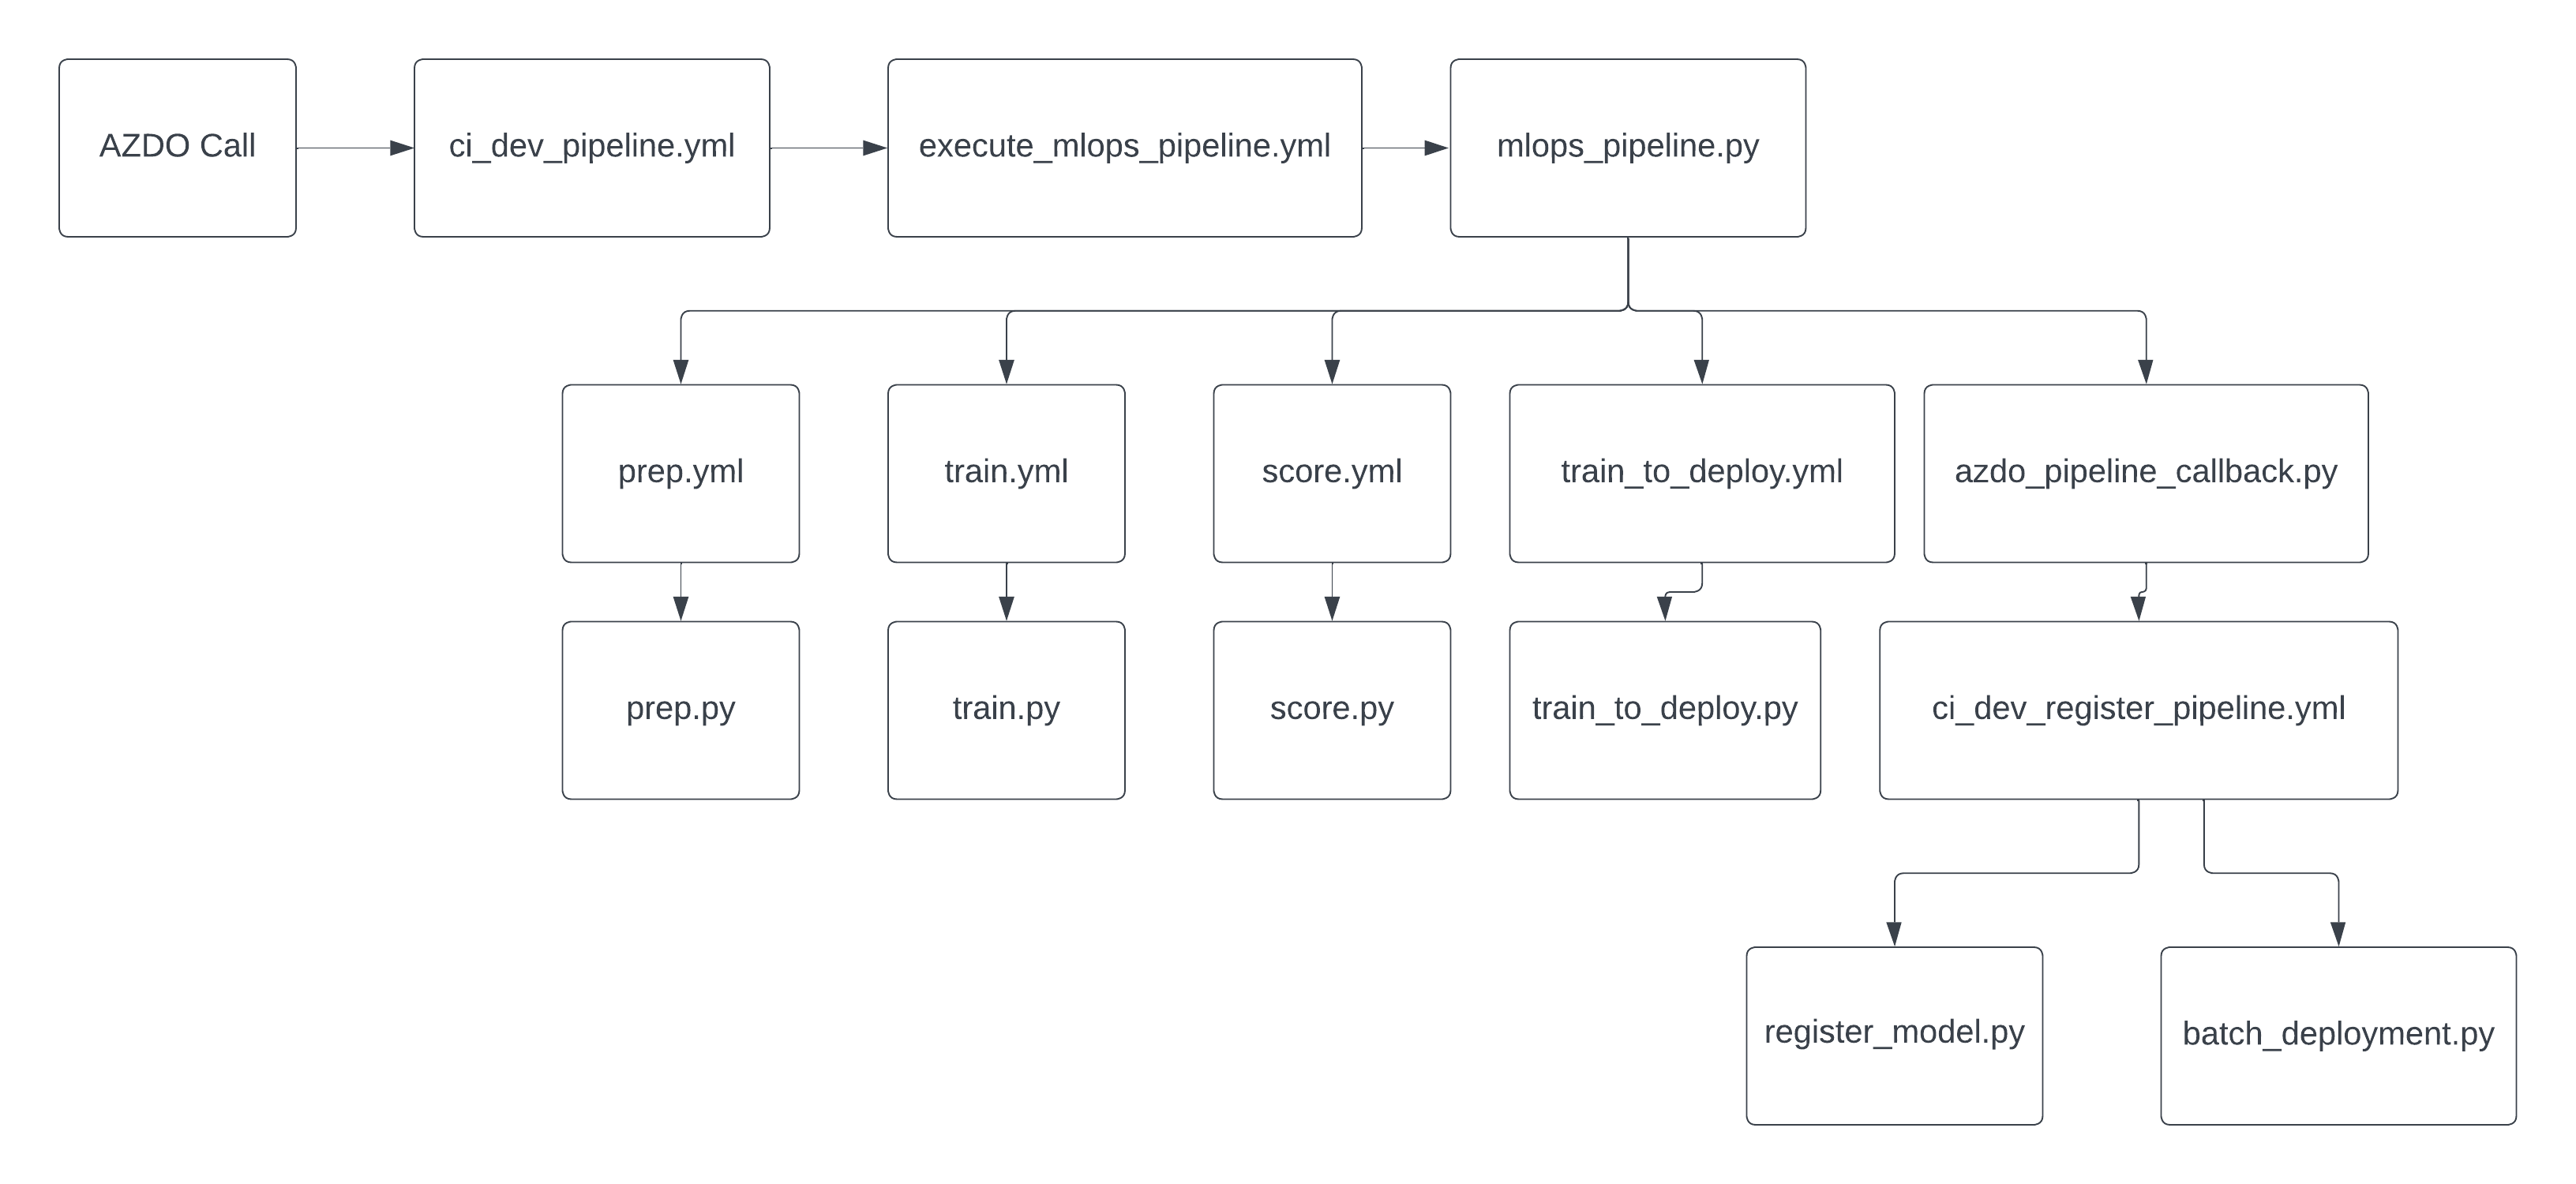 AZDO Call
ci_dev_pipeline.yml
execute_mlops_pipeline.yml
mlops_pipeline.py
prep.yml
train.yml
score.yml
train_to_deploy.yml
azdo_pipeline_callback.py
prep.py
train.py
score.py
train_to_deploy.py
ci_dev_register_pipeline.yml
register_model.py
batch_deployment.py